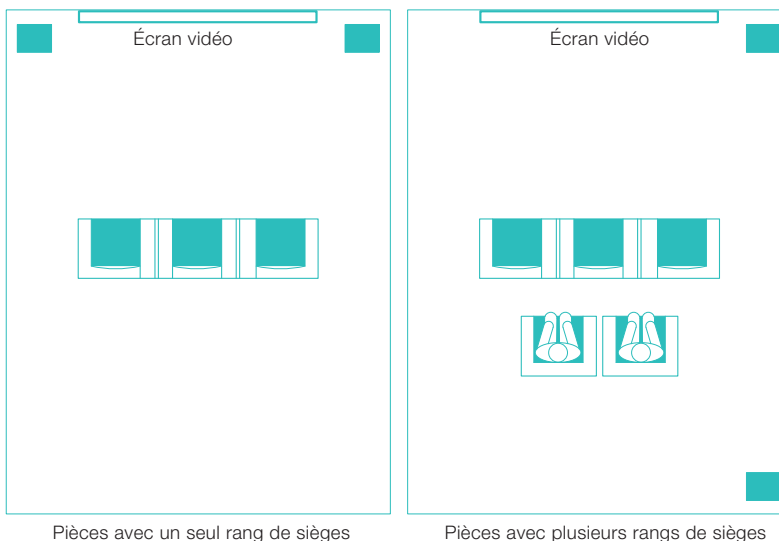 Écran vidéo
Écran vidéo
Pièces avec un seul rang de sièges
Pièces avec plusieurs rangs de sièges